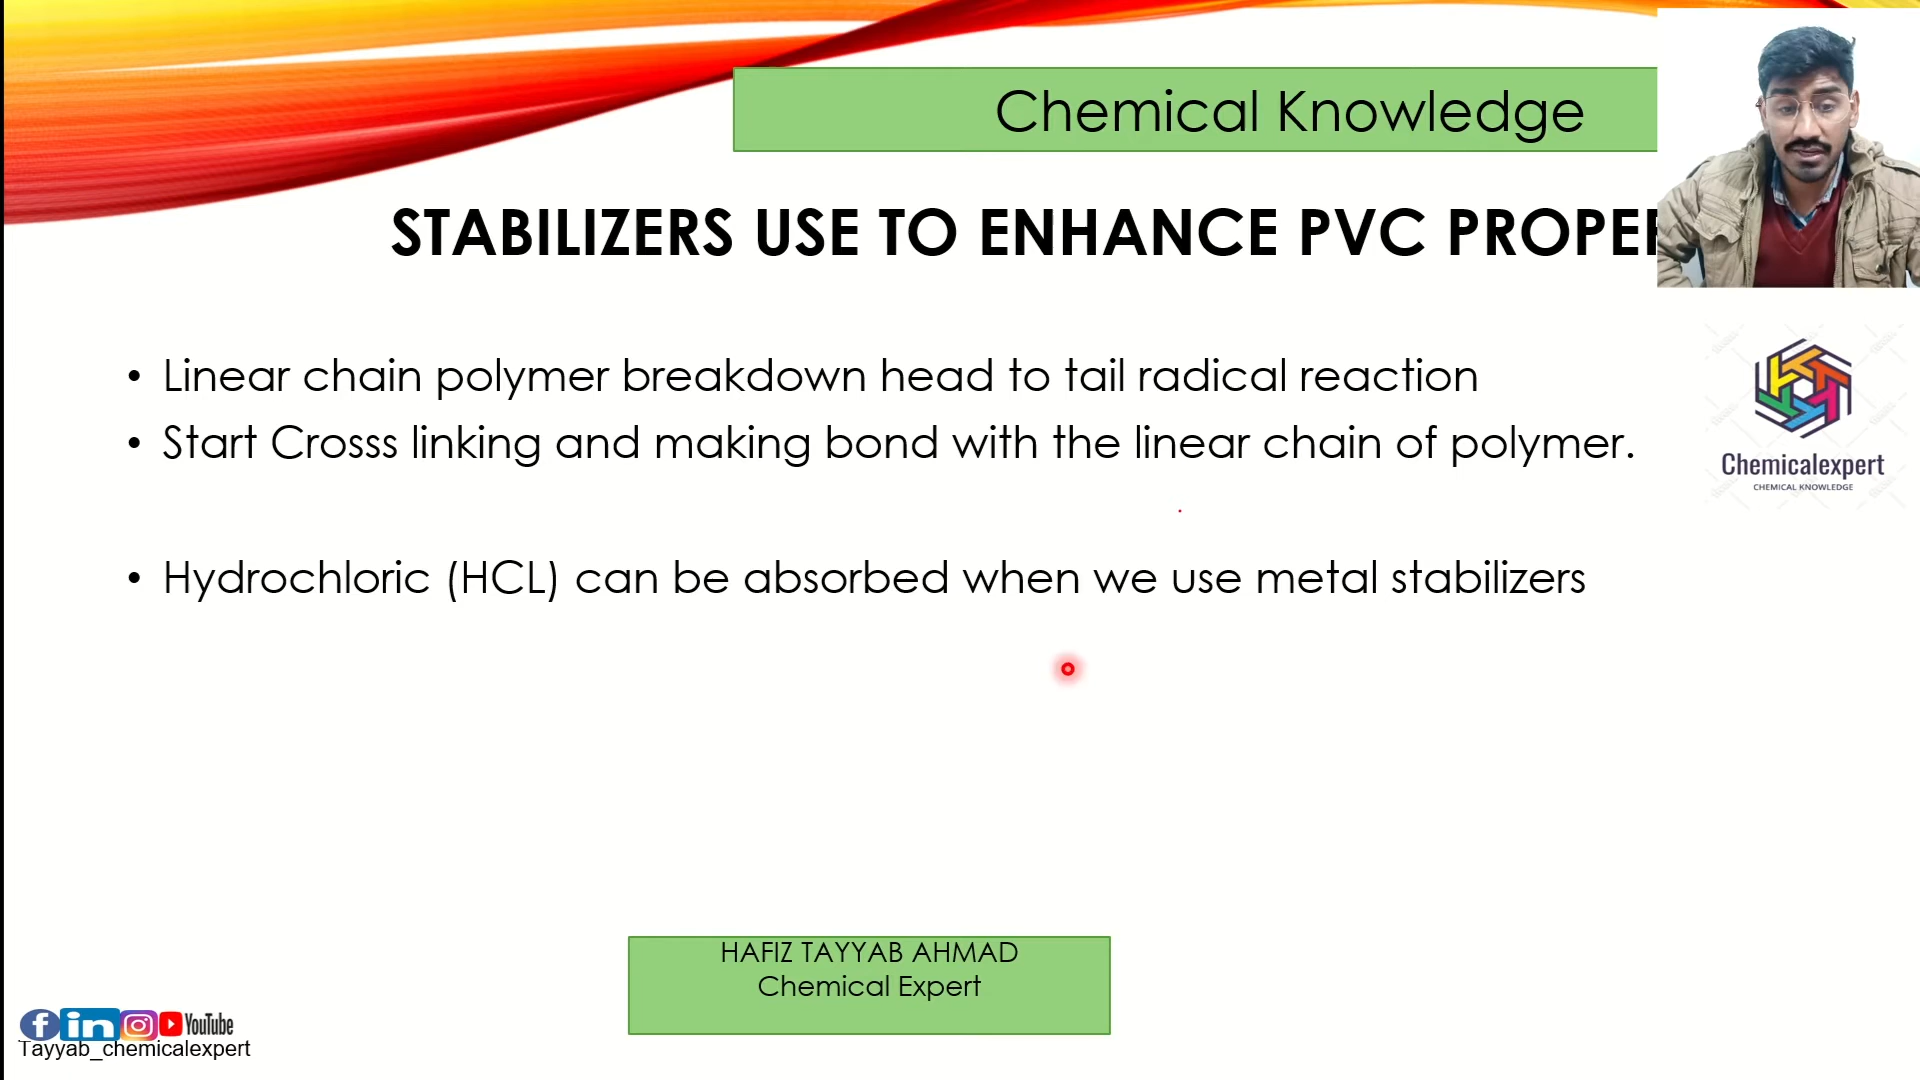 Chemical Knowledge
STABILIZERS USE TO ENHANCE PVC PROPER
• Linear chain polymer breakdown head to tail radical reaction
• Start Crosss linking and making bond with the linear chain of polymer.
• Hydrochloric (HCL) can be absorbed when we use metal stabilizers
Chemicalexpert
CHEMICAL KNOWLEDGE
HAFIZ TAYYAB AHMAD
Chemical Expert
f in YouTube
Tayyab_chemicalexpert